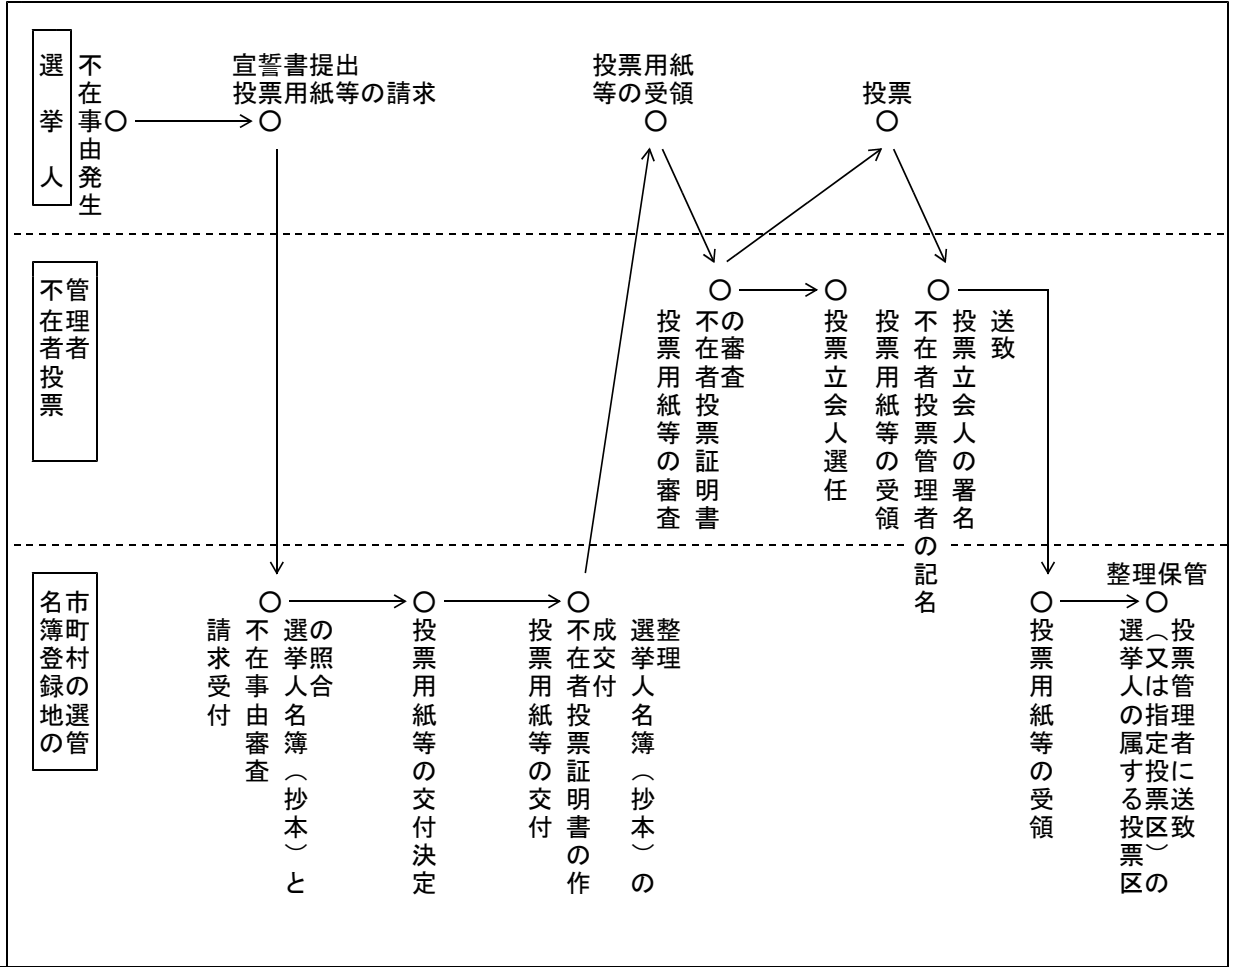 選挙人
不在事由発生
宣誓書提出
投票用紙等の請求
投票用紙
等の受領
投票
不在者投票
管理者
投票用紙等の審査
不在者投票証明書
の審査
投票立会人選任
投票用紙等の受領
不在者投票管理者の記名
投票立会人の署名
送致
名簿登録地の
市町村の選管
請求受付
不在事由審査
選挙人名簿(抄本)と
の照合
投票用紙等の交付決定
投票用紙等の交付
不在者投票証明書の作
成交付
選挙人名簿(抄本)の
整理
投票用紙等の受領
整理保管
選挙人の属する投票区
(又は指定投票区)の
投票管理者に送致